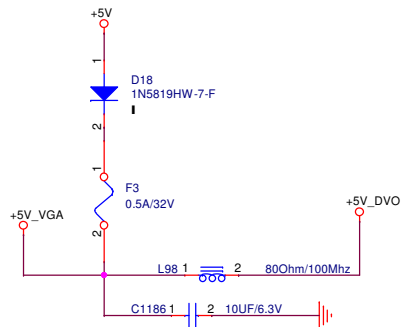 +5V
1
D18
1N5819HW-7-F
2
1
F3
0.5A/32V
2
+5V_VGA
+5V_DVO
L98 1 2 80Ohm/100Mhz
C1186 1 2 10UF/6.3V